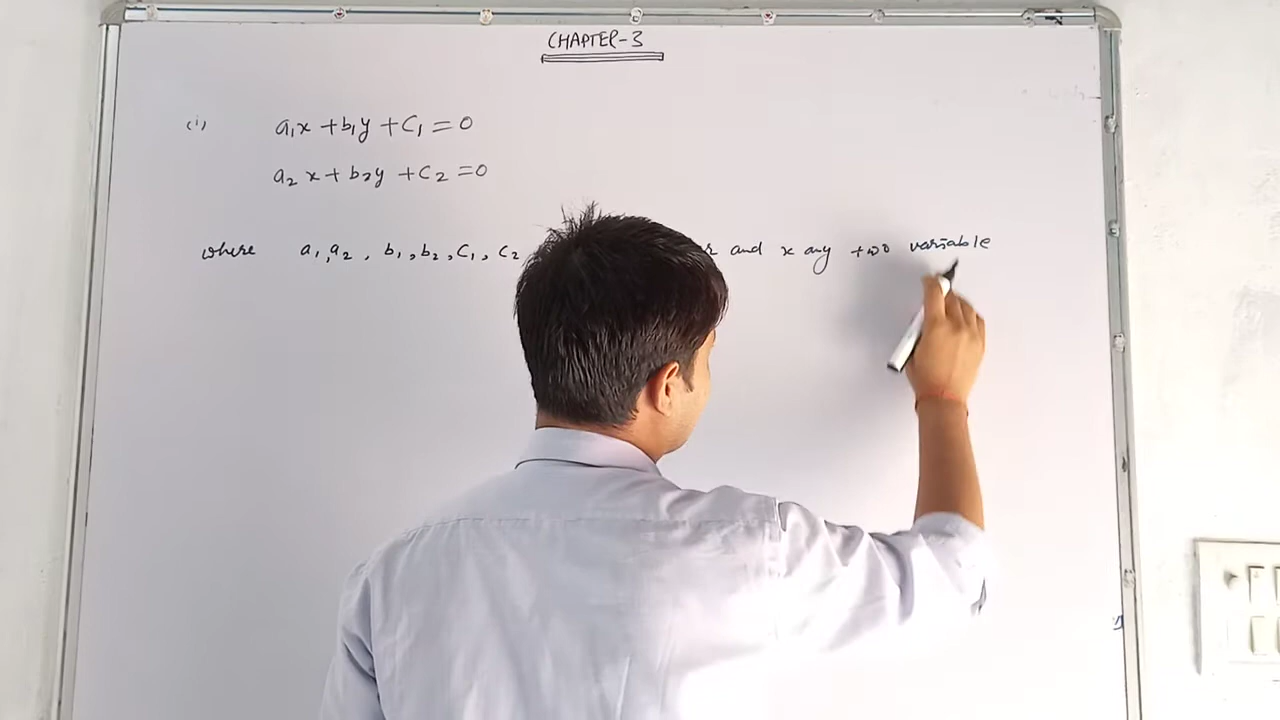 CHAPTER-3
(i) a₁x + b₁y + C₁ = 0
a₂x + b₂y + C₂ = 0
where a₁, a₂, b₁, b₂, C₁, C₂ and x any two variable